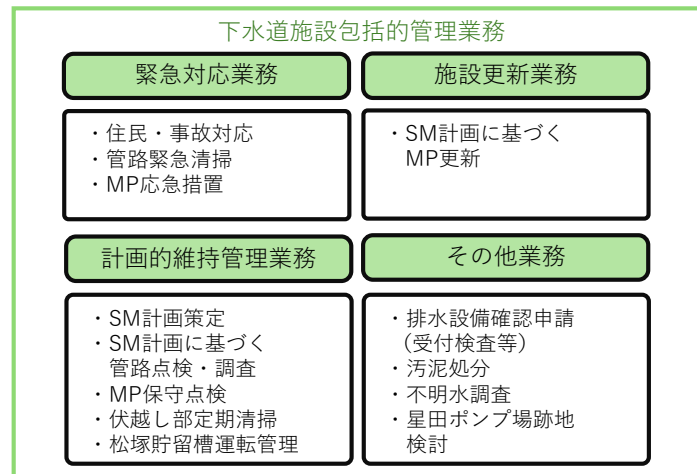 下水道施設包括的管理業務
緊急対応業務
・住民・事故対応
・管路緊急清掃
・MP応急措置
施設更新業務
・SM計画に基づく
MP更新
計画的維持管理業務
・SM計画策定
・SM計画に基づく
管路点検・調査
・MP保守点検
・伏越し部定期清掃
・松塚貯留槽運転管理
その他業務
・排水設備確認申請
(受付検査等)
・汚泥処分
・不明水調査
・星田ポンプ場跡地
検討